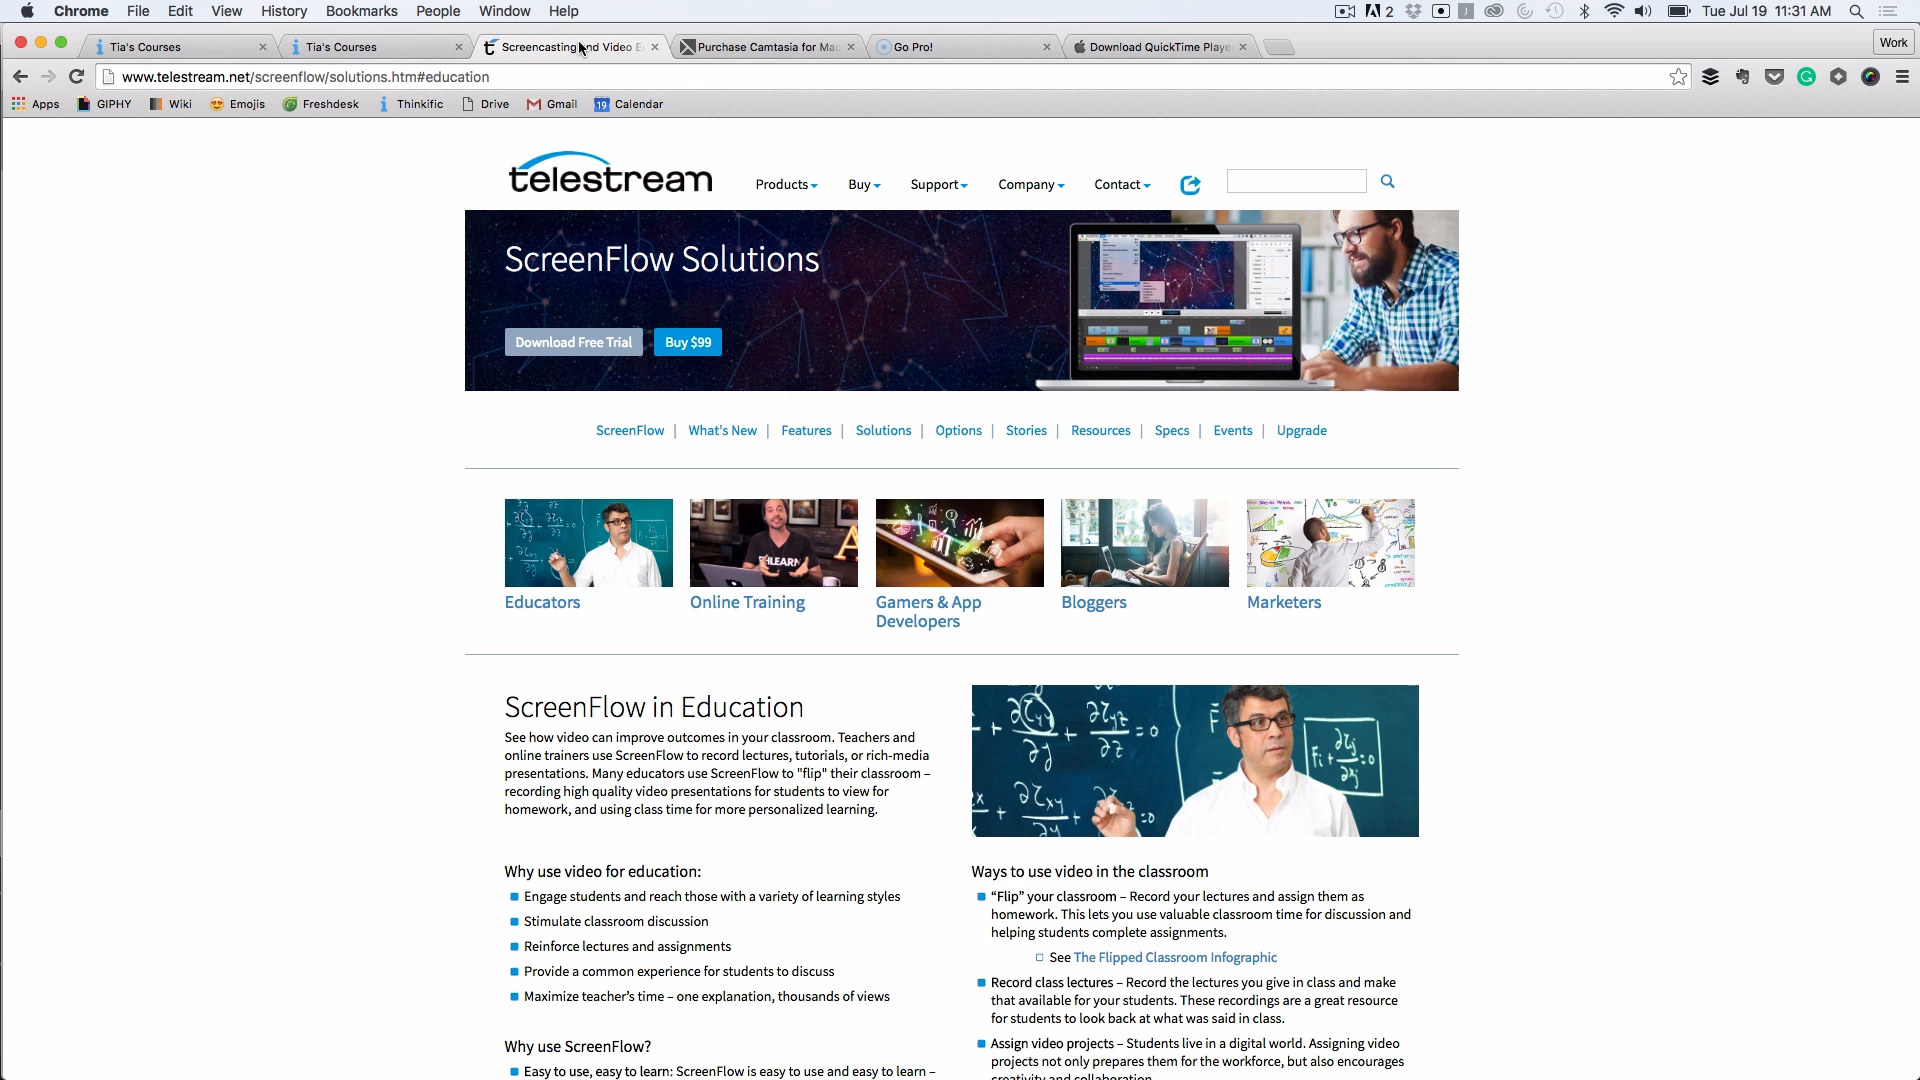 Chrome File Edit View History Bookmarks People Window Help 2 Tue Jul 19 11:31 AM
Tia's Courses Tia's Courses Screencasting and Video E Purchase Camtasia for Mac Go Pro! Download QuickTime Playe Work
www.telestream.net/screenflow/solutions.htm#education
Apps GIPHY Wiki Emojis Freshdesk Thinkific Drive Gmail 19 Calendar
telestream Products Buy Support Company Contact
ScreenFlow Solutions
Download Free Trial Buy $99
ScreenFlow | What's New | Features | Solutions | Options | Stories | Resources | Specs | Events | Upgrade
Educators Online Training Gamers & App Developers Bloggers Marketers
ScreenFlow in Education
See how video can improve outcomes in your classroom. Teachers and
online trainers use ScreenFlow to record lectures, tutorials, or rich-media
presentations. Many educators use ScreenFlow to "flip" their classroom –
recording high quality video presentations for students to view for
homework, and using class time for more personalized learning.
Why use video for education:
Engage students and reach those with a variety of learning styles
Stimulate classroom discussion
Reinforce lectures and assignments
Provide a common experience for students to discuss
Maximize teacher's time – one explanation, thousands of views
Why use ScreenFlow?
Easy to use, easy to learn: ScreenFlow is easy to use and easy to learn –
Ways to use video in the classroom
“Flip” your classroom – Record your lectures and assign them as
homework. This lets you use valuable classroom time for discussion and
helping students complete assignments.
See The Flipped Classroom Infographic
Record class lectures – Record the lectures you give in class and make
that available for your students. These recordings are a great resource
for students to look back at what was said in class.
Assign video projects – Students live in a digital world. Assigning video
projects not only prepares them for the workforce, but also encourages
creativity and collaboration